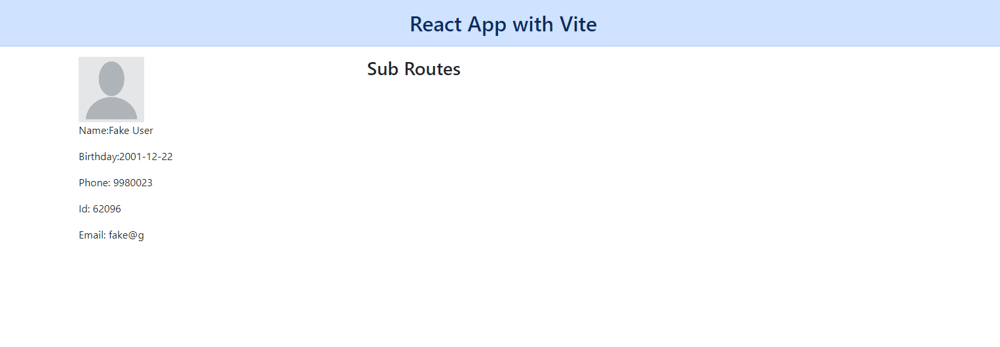 React App with Vite
Sub Routes
Name:Fake User
Birthday:2001-12-22
Phone: 9980023
Id: 62096
Email: fake@g